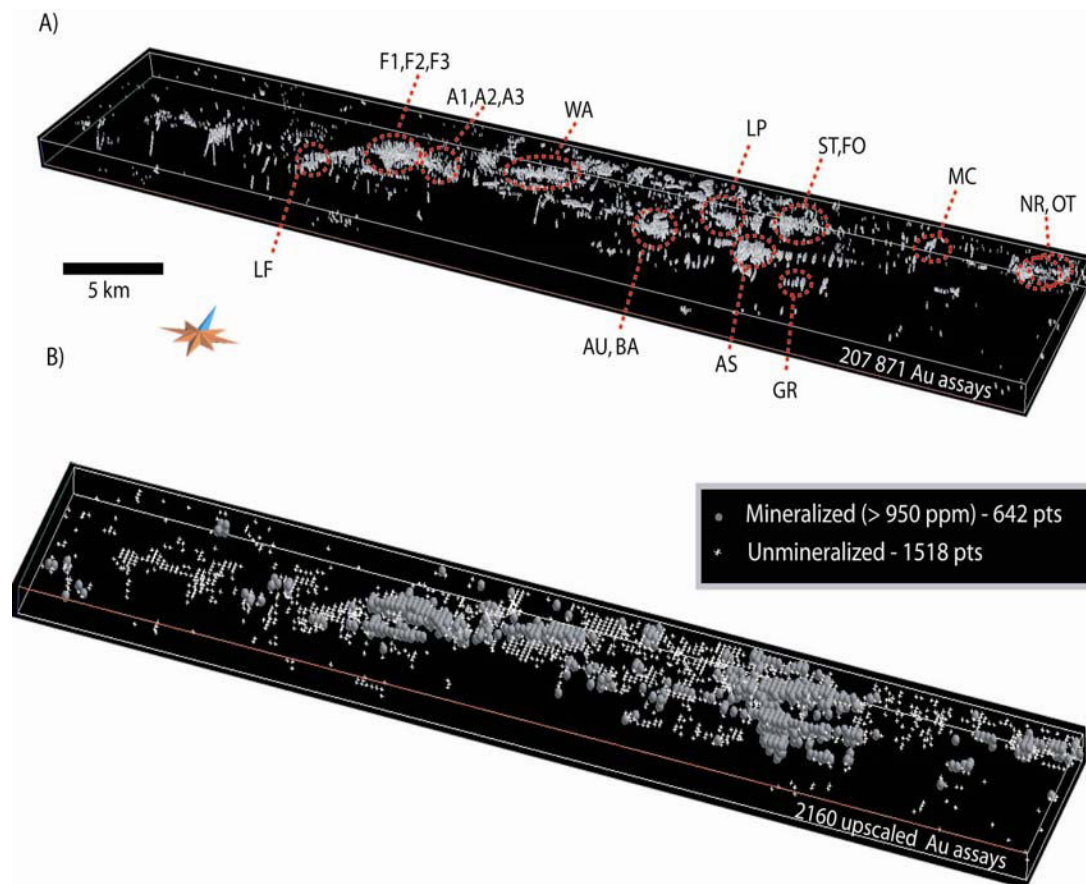 A)
F1,F2,F3
A1,A2,A3
WA
LP
ST,FO
MC
NR, OT
LF
5 km
AU, BA
AS
GR
207 871 Au assays
B)
Mineralized (> 950 ppm) - 642 pts
Unmineralized - 1518 pts
2160 upscaled Au assays